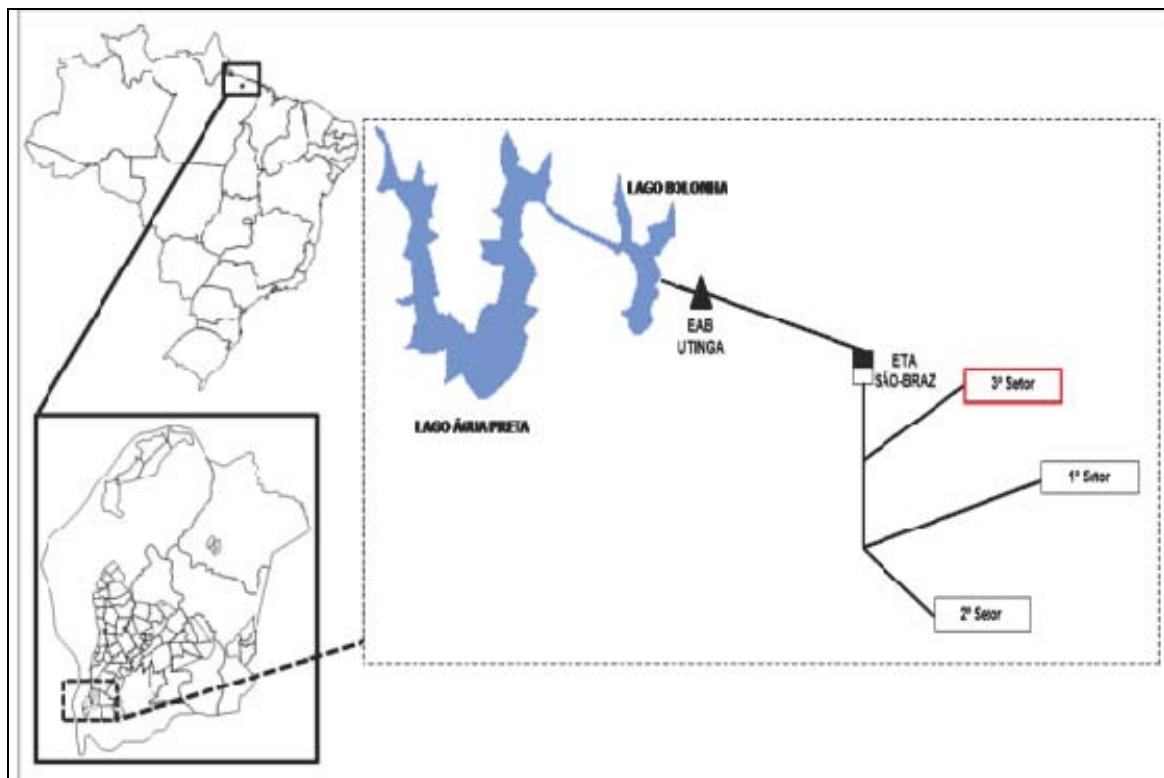 LAGO BOLONHA
EAB
UTINGA
ETA
SÃO-BRAZ
3º Setor
LAGO ÁGUA PRETA
1º Setor
2º Setor